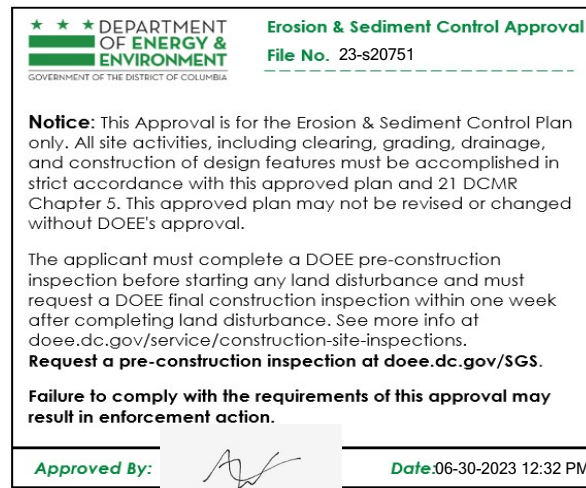 DEPARTMENT
OF ENERGY &
ENVIRONMENT
GOVERNMENT OF THE DISTRICT OF COLUMBIA
Erosion & Sediment Control Approval
File No. 23-s20751
Notice: This Approval is for the Erosion & Sediment Control Plan
only. All site activities, including clearing, grading, drainage,
and construction of design features must be accomplished in
strict accordance with this approved plan and 21 DCMR
Chapter 5. This approved plan may not be revised or changed
without DOEE's approval.
The applicant must complete a DOEE pre-construction
inspection before starting any land disturbance and must
request a DOEE final construction inspection within one week
after completing land disturbance. See more info at
doee.dc.gov/service/construction-site-inspections.
Request a pre-construction inspection at doee.dc.gov/SGS.
Failure to comply with the requirements of this approval may
result in enforcement action.
Approved By:
Date:06-30-2023 12:32 PM